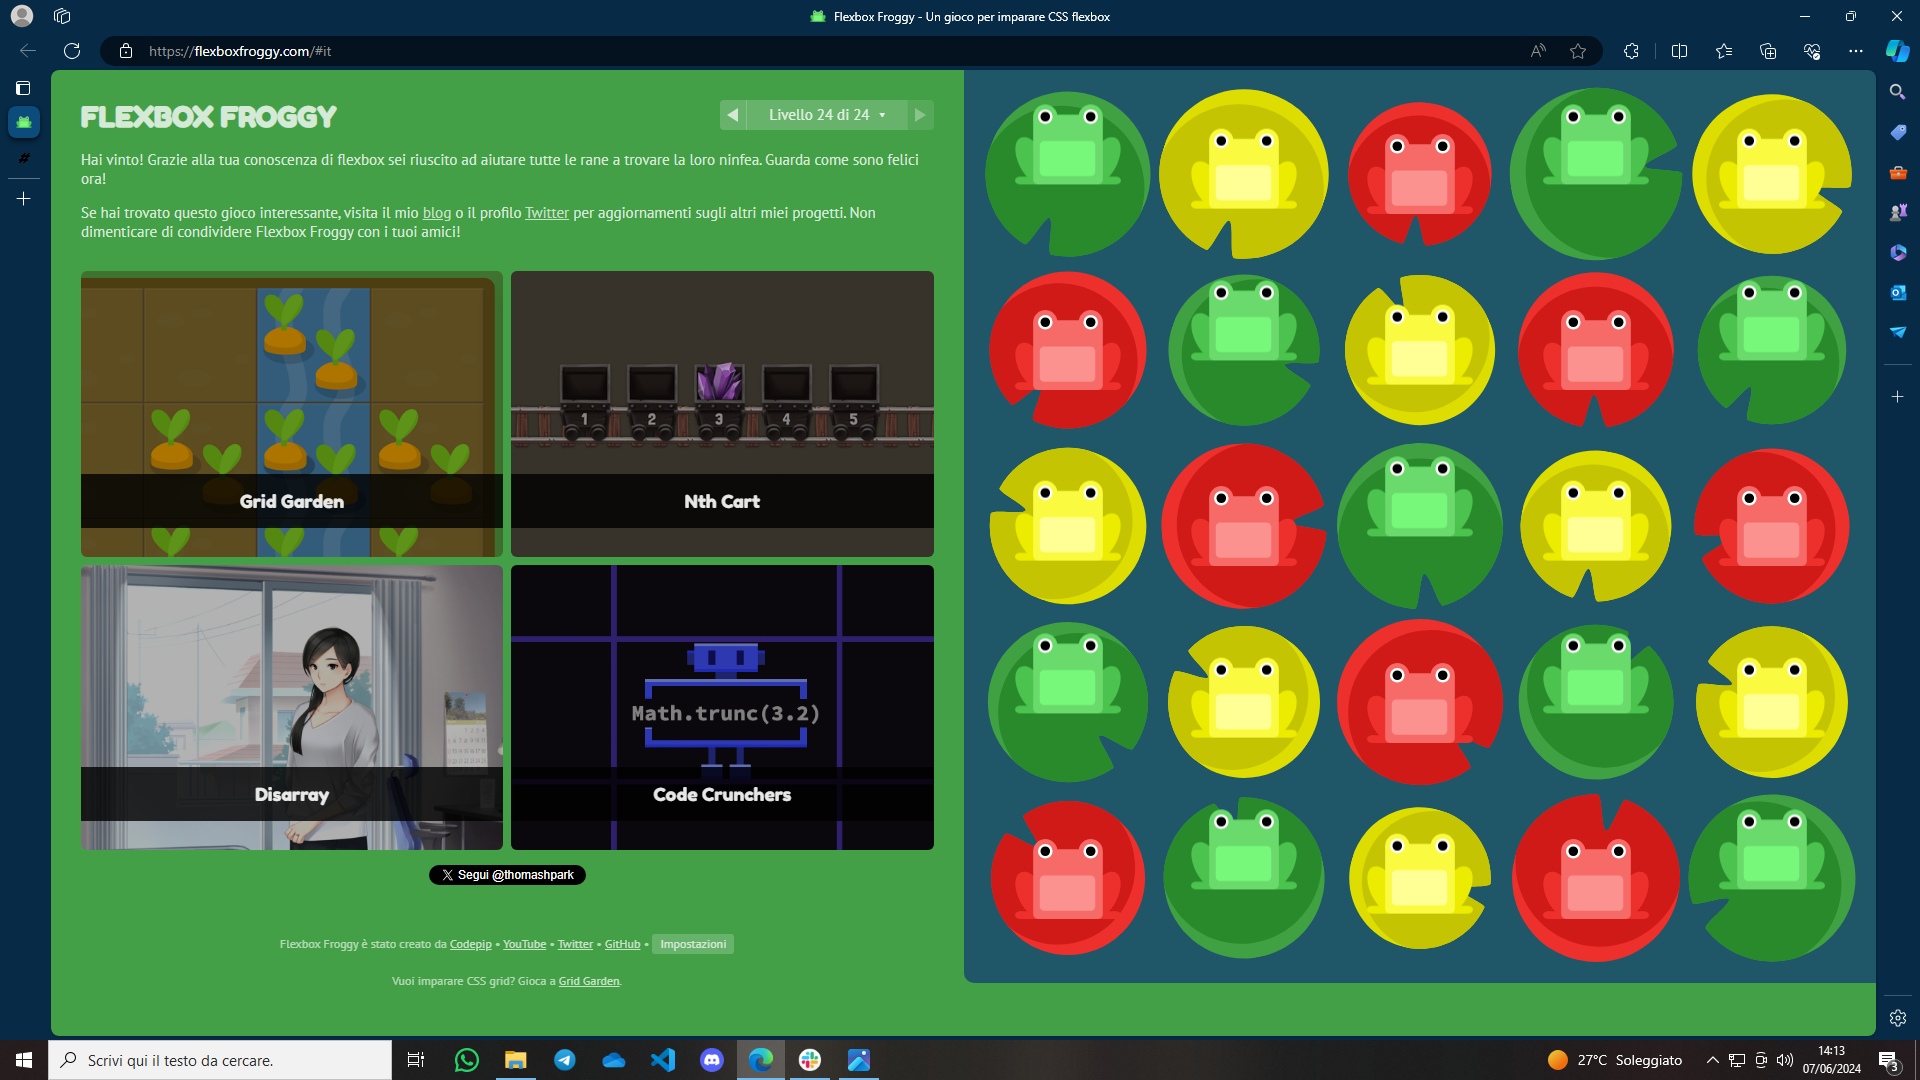 Flexbox Froggy - Un gioco per imparare CSS flexbox
https://flexboxfroggy.com/#it
FLEXBOX FROGGY
Livello 24 di 24
Hai vinto! Grazie alla tua conoscenza di flexbox sei riuscito ad aiutare tutte le rane a trovare la loro ninfea. Guarda come sono felici
ora!
Se hai trovato questo gioco interessante, visita il mio blog o il profilo Twitter per aggiornamenti sugli altri miei progetti. Non
dimenticare di condividere Flexbox Froggy con i tuoi amici!
1 2 3 4 5
Grid Garden
Nth Cart
Math.trunc(3.2)
Disarray
Code Crunchers
Segui @thomashpark
Flexbox Froggy è stato creato da Codepip • YouTube • Twitter • GitHub • Impostazioni
Vuoi imparare CSS grid? Gioca a Grid Garden.
Scrivi qui il testo da cercare.
27°C Soleggiato
14:13
07/06/2024
3